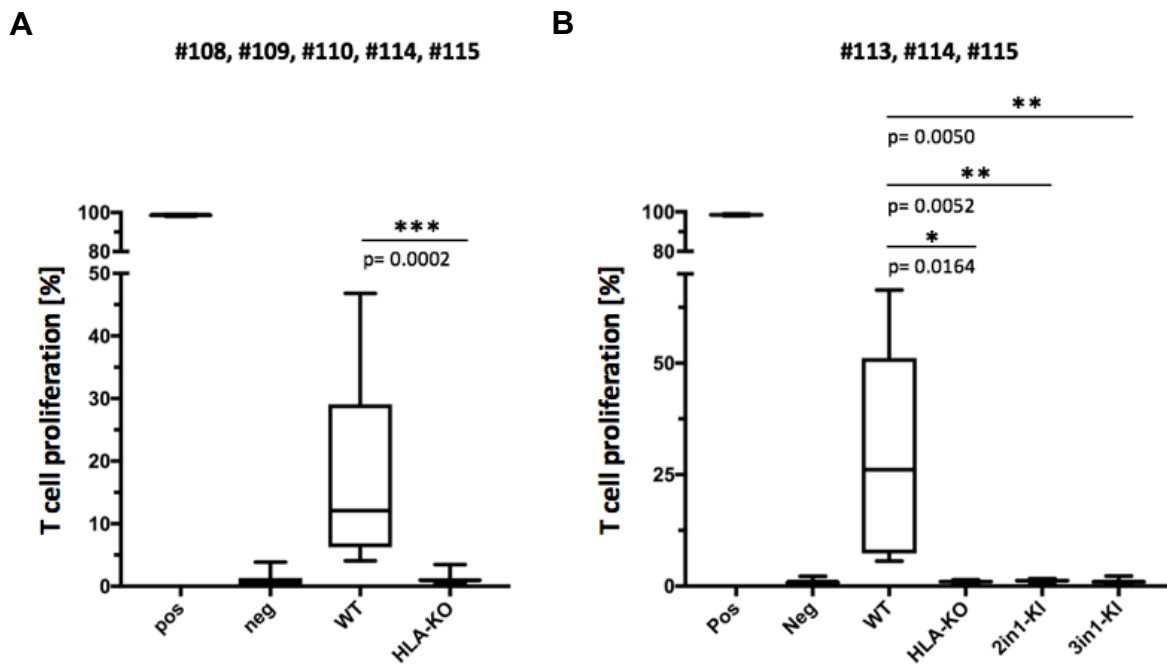 A
#108, #109, #110, #114, #115
***
p= 0.0002
T cell proliferation [%]
100
80
50
40
30
20
10
0
pos
neg
WT
HLA-KO
B
#113, #114, #115
**
p= 0.0050
**
p= 0.0052
*
p= 0.0164
T cell proliferation [%]
100
80
50
25
0
Pos
Neg
WT
HLA-KO
2in1-KI
3in1-KI